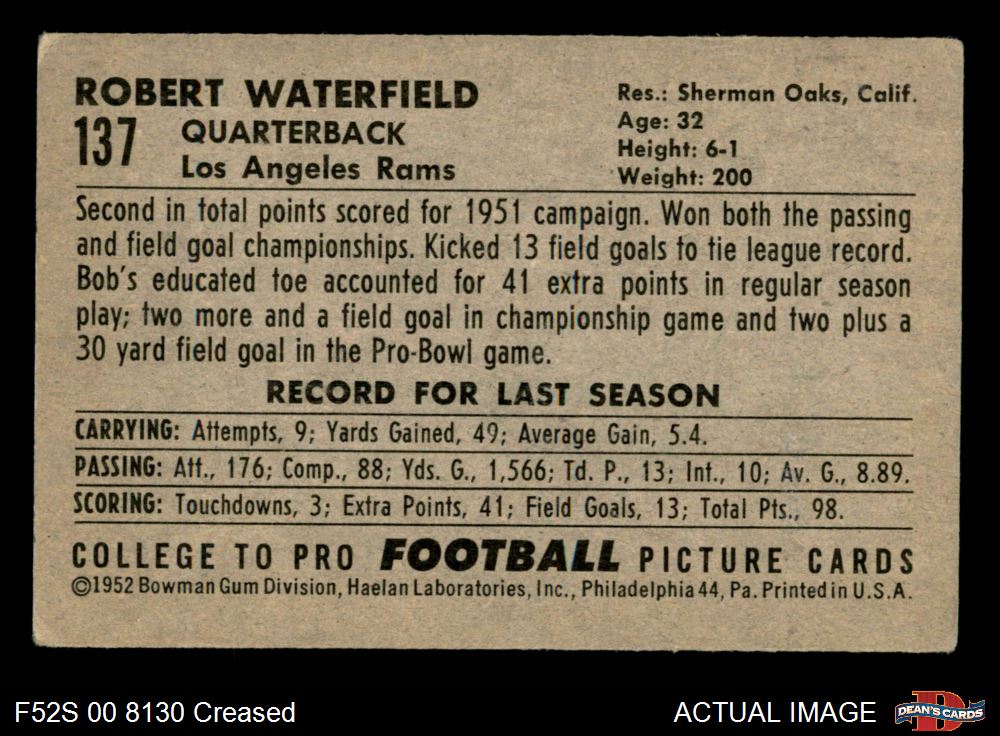 ROBERT WATERFIELD
137 QUARTERBACK
Los Angeles Rams
Res.: Sherman Oaks, Calif.
Age: 32
Height: 6-1
Weight: 200
Second in total points scored for 1951 campaign. Won both the passing
and field goal championships. Kicked 13 field goals to tie league record.
Bob's educated toe accounted for 41 extra points in regular season
play; two more and a field goal in championship game and two plus a
30 yard field goal in the Pro-Bowl game.
RECORD FOR LAST SEASON
CARRYING: Attempts, 9; Yards Gained, 49; Average Gain, 5.4.
PASSING: Att., 176; Comp., 88; Yds. G., 1,566; Td. P., 13; Int., 10; Av. G., 8.89.
SCORING: Touchdowns, 3; Extra Points, 41; Field Goals, 13; Total Pts., 98.
COLLEGE TO PRO FOOTBALL PICTURE CARDS
©1952 Bowman Gum Division, Haelan Laboratories, Inc., Philadelphia 44, Pa. Printed in U.S.A.
F52S 00 8130 Creased
ACTUAL IMAGE
D
DEAN'S CARDS